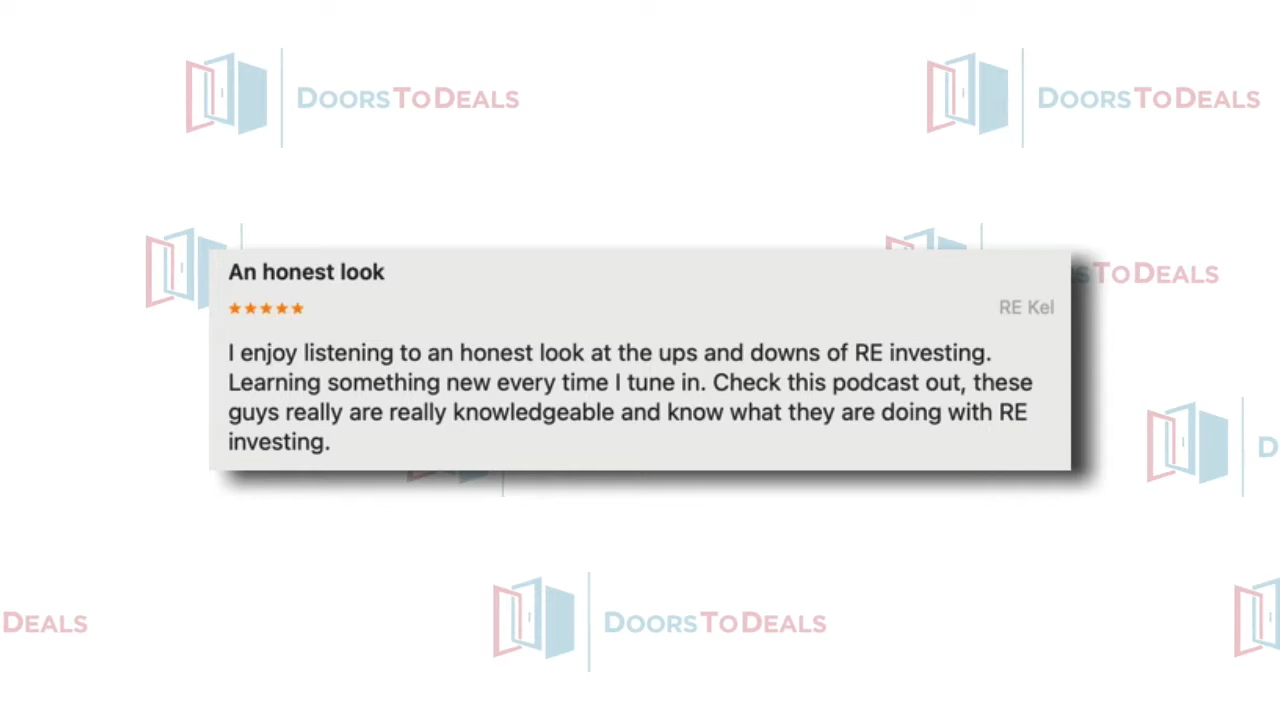 DOORSTODEALS
DOORSTODEALS
An honest look
STODEALS
RE Kel
I enjoy listening to an honest look at the ups and downs of RE investing.
Learning something new every time I tune in. Check this podcast out, these
guys really are really knowledgeable and know what they are doing with RE
investing.
D
DEALS
DOORSTODEALS